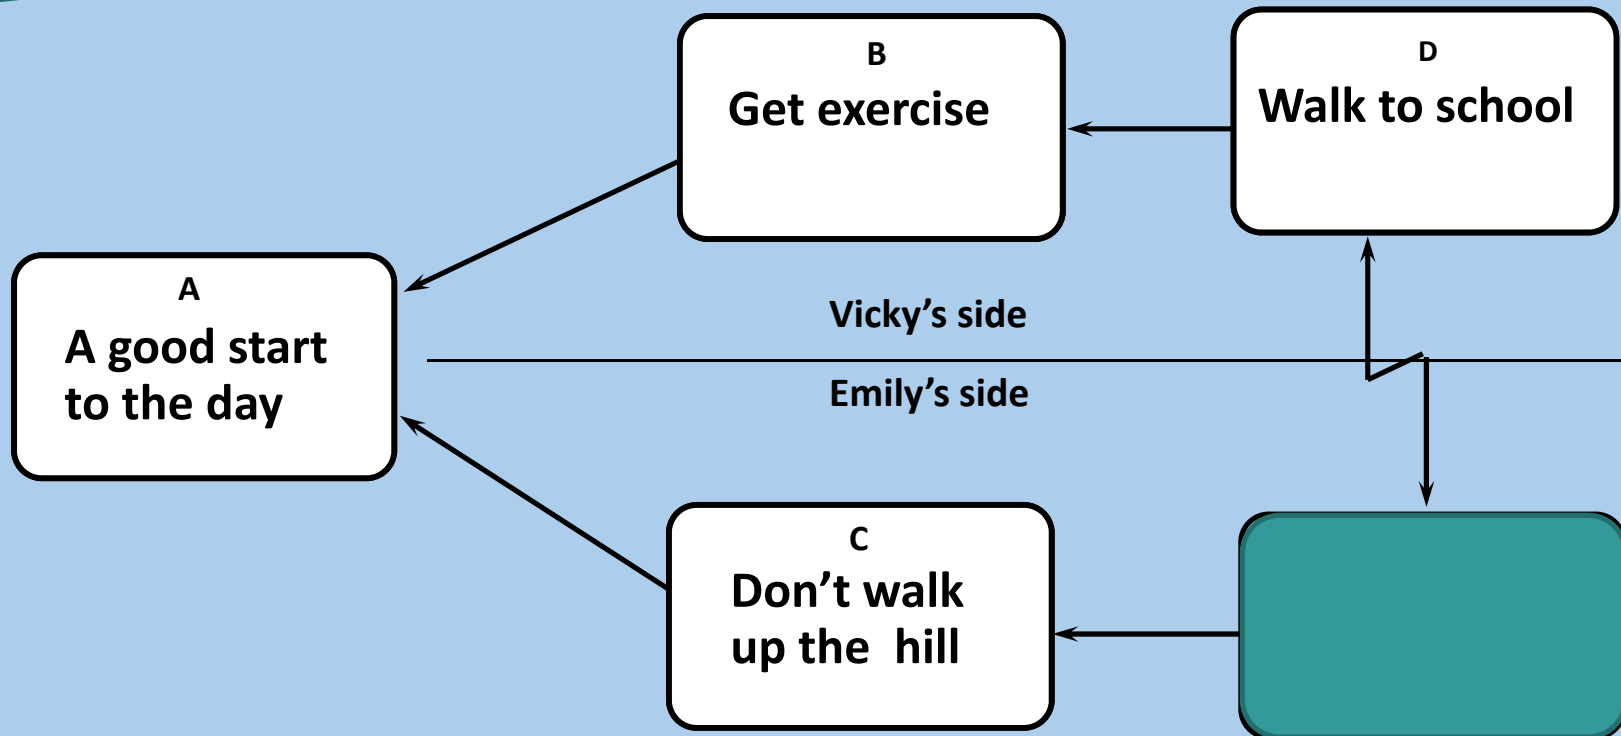 B
Get exercise
D
Walk to school
A
A good start
to the day
Vicky’s side
Emily’s side
C
Don’t walk
up the  hill